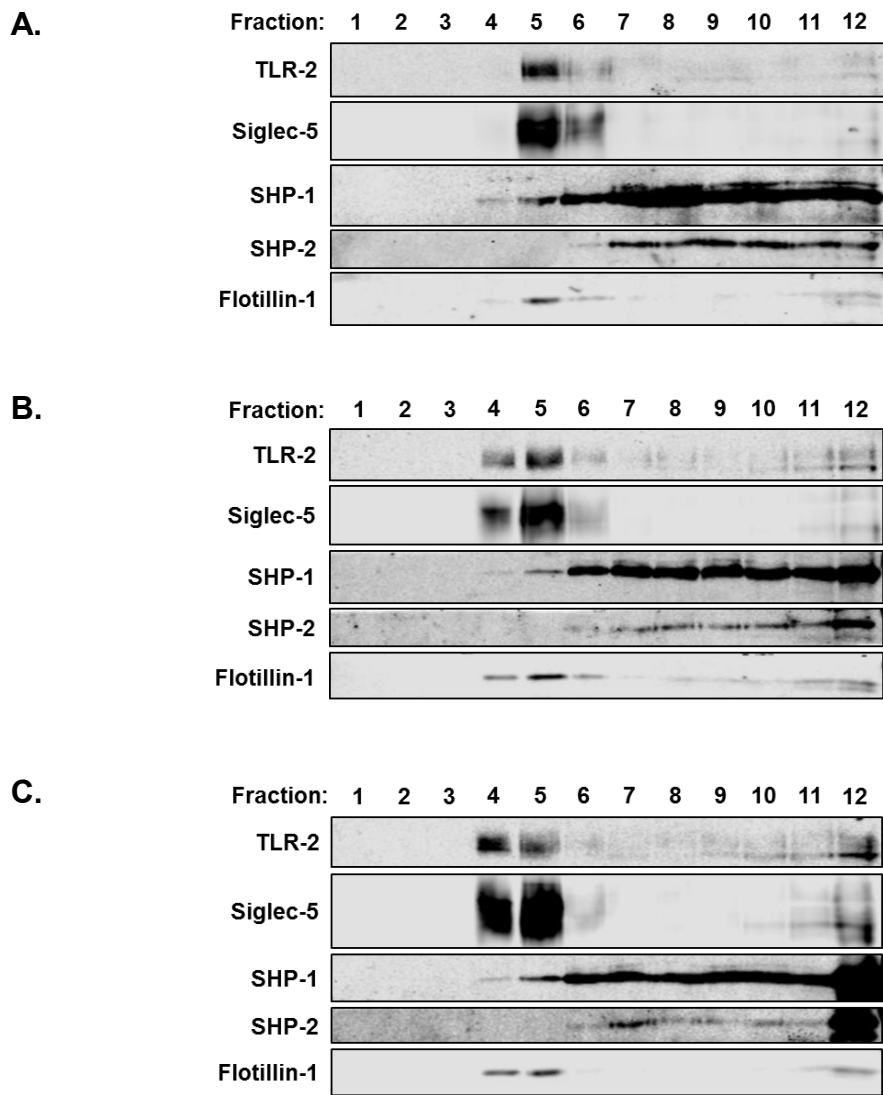 A.
Fraction: 1 2 3 4 5 6 7 8 9 10 11 12
TLR-2
Siglec-5
SHP-1
SHP-2
Flotillin-1
B.
Fraction: 1 2 3 4 5 6 7 8 9 10 11 12
TLR-2
Siglec-5
SHP-1
SHP-2
Flotillin-1
C.
Fraction: 1 2 3 4 5 6 7 8 9 10 11 12
TLR-2
Siglec-5
SHP-1
SHP-2
Flotillin-1